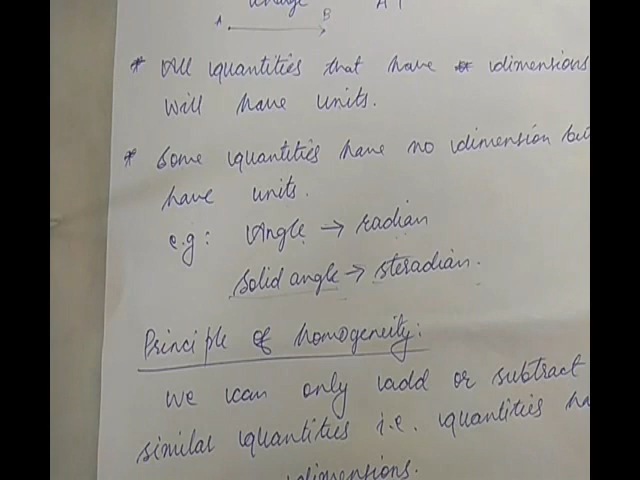 A B
* All quantities that have dimensions
will have units.
* Some quantities have no dimension but
have units.
e.g: Angle → radian
Solid angle → steradian.
Principle of homogeneity:
We can only add or subtract
similar quantities i.e. quantities
dimensions.